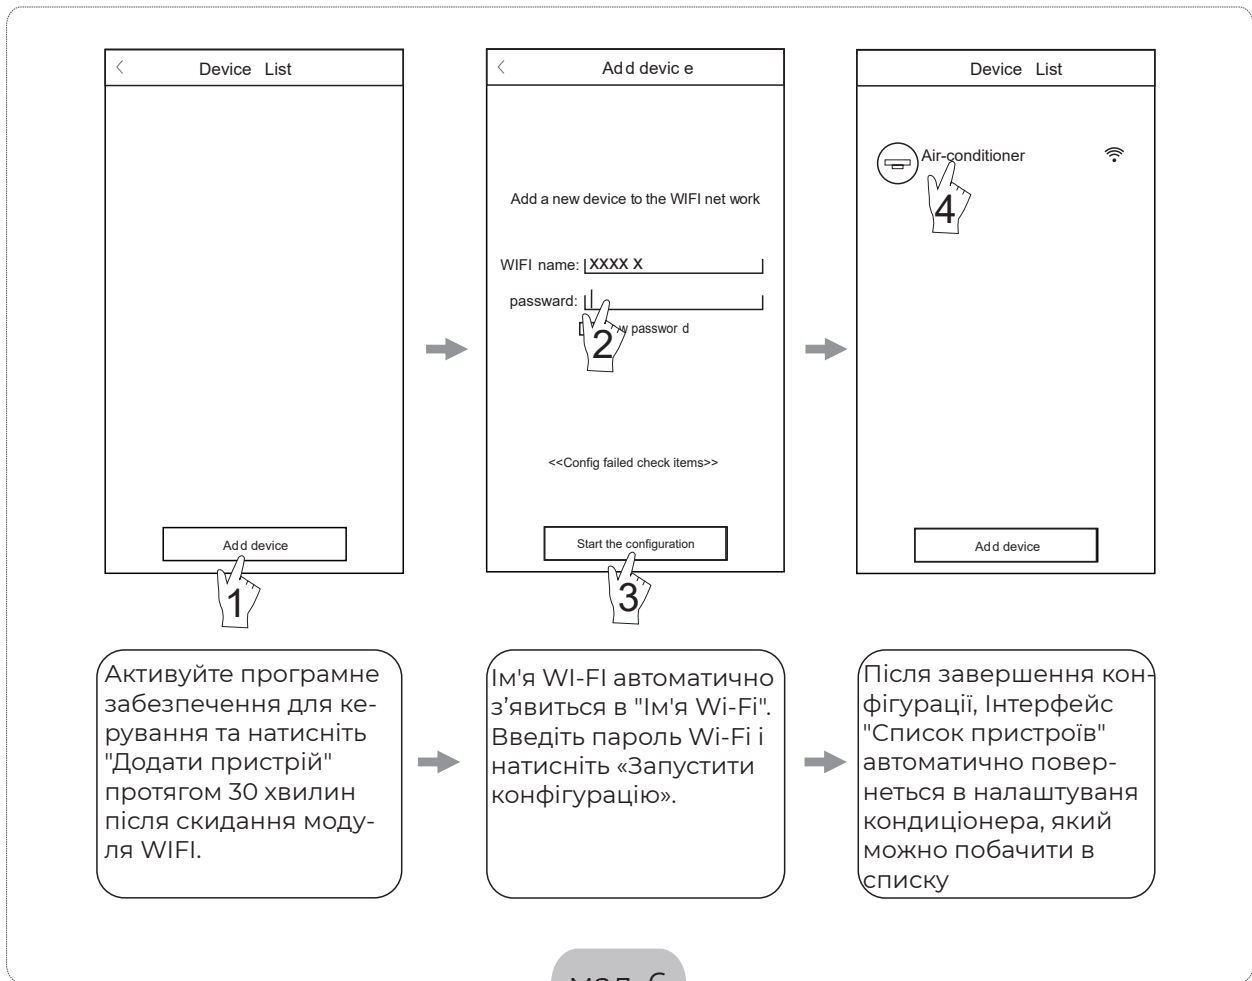 Device List
Add device
1
Add device
Add a new device to the WIFI net work
WIFI name: XXXX X
passward:
w passwor d
2
<<Config failed check items>>
Start the configuration
3
Device List
Air-conditioner
4
Add device
Активуйте програмне
забезпечення для ке-
рування та натисніть
"Додати пристрій"
протягом 30 хвилин
після скидання моду-
ля WIFI.
Ім'я WI-FI автоматично
з’явиться в "Ім'я Wi-Fi".
Введіть пароль Wi-Fi і
натисніть «Запустити
конфігурацію».
Після завершення кон-
фігурації, Інтерфейс
"Список пристроїв"
автоматично повер-
неться в налаштуваня
кондиціонера, який
можно побачити в
списку